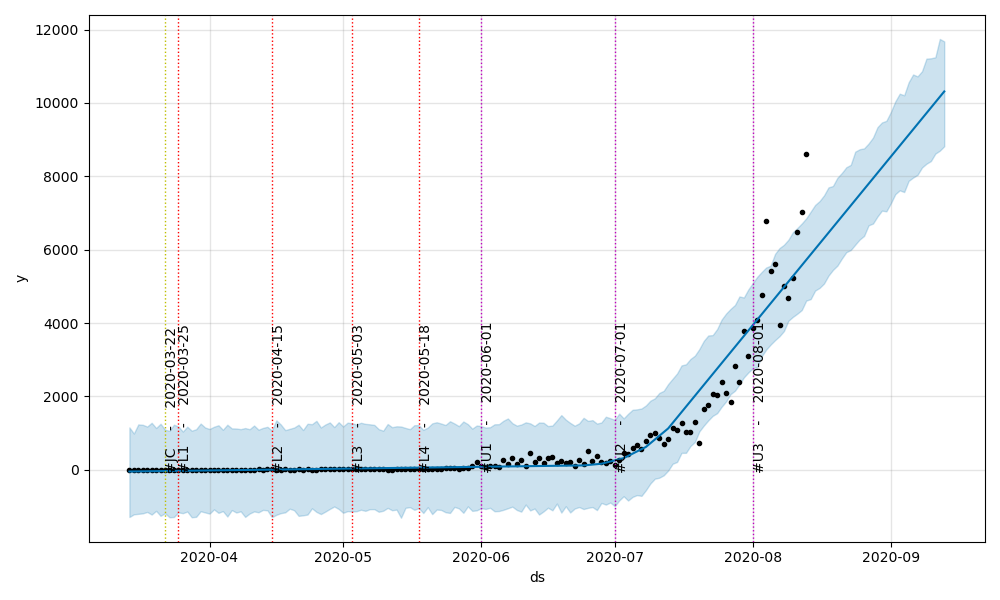 12000
10000
8000
6000
4000
2000
0
y
#C - 2020-03-22
#L1 - 2020-03-25
#L2 - 2020-04-15
#L3 - 2020-05-03
#L4 - 2020-05-18
#U1 - 2020-06-01
#U2 - 2020-07-01
#U3 - 2020-08-01
2020-04 2020-05 2020-06 2020-07 2020-08 2020-09
ds